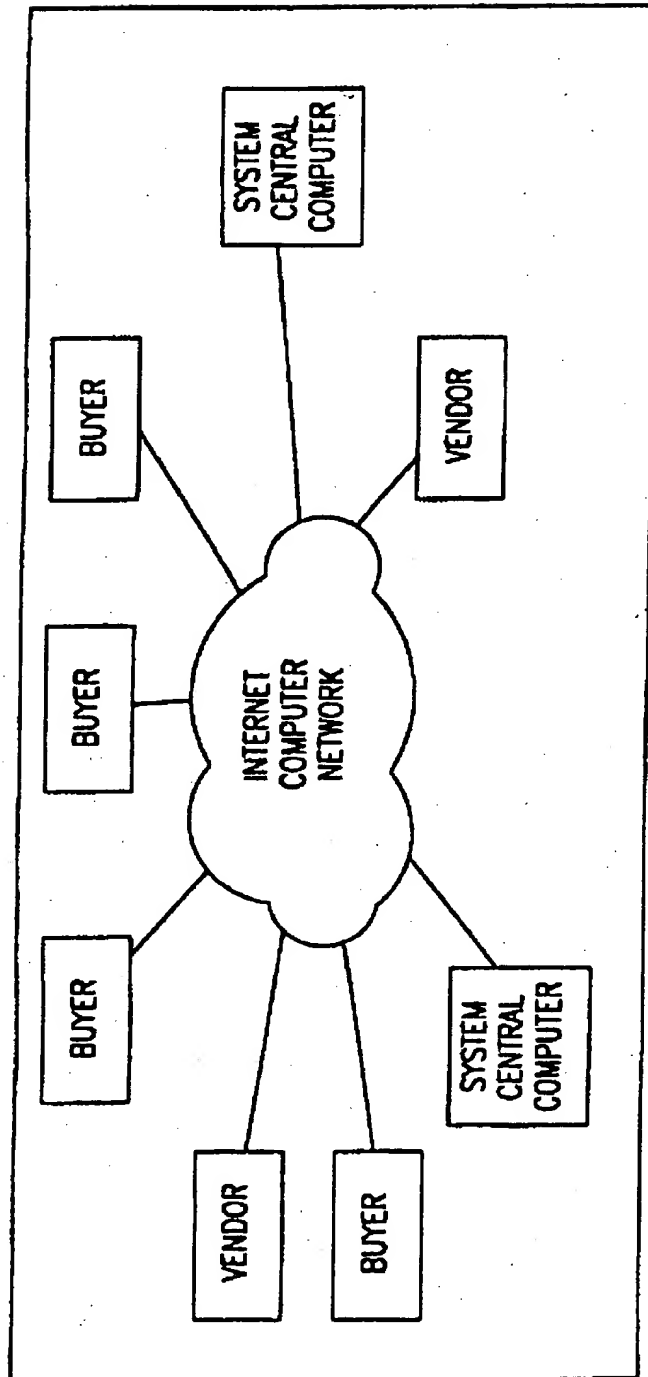 BUYER
BUYER
BUYER
VENDOR
BUYER
INTERNET
COMPUTER
NETWORK
SYSTEM
CENTRAL
COMPUTER
SYSTEM
CENTRAL
COMPUTER
VENDOR